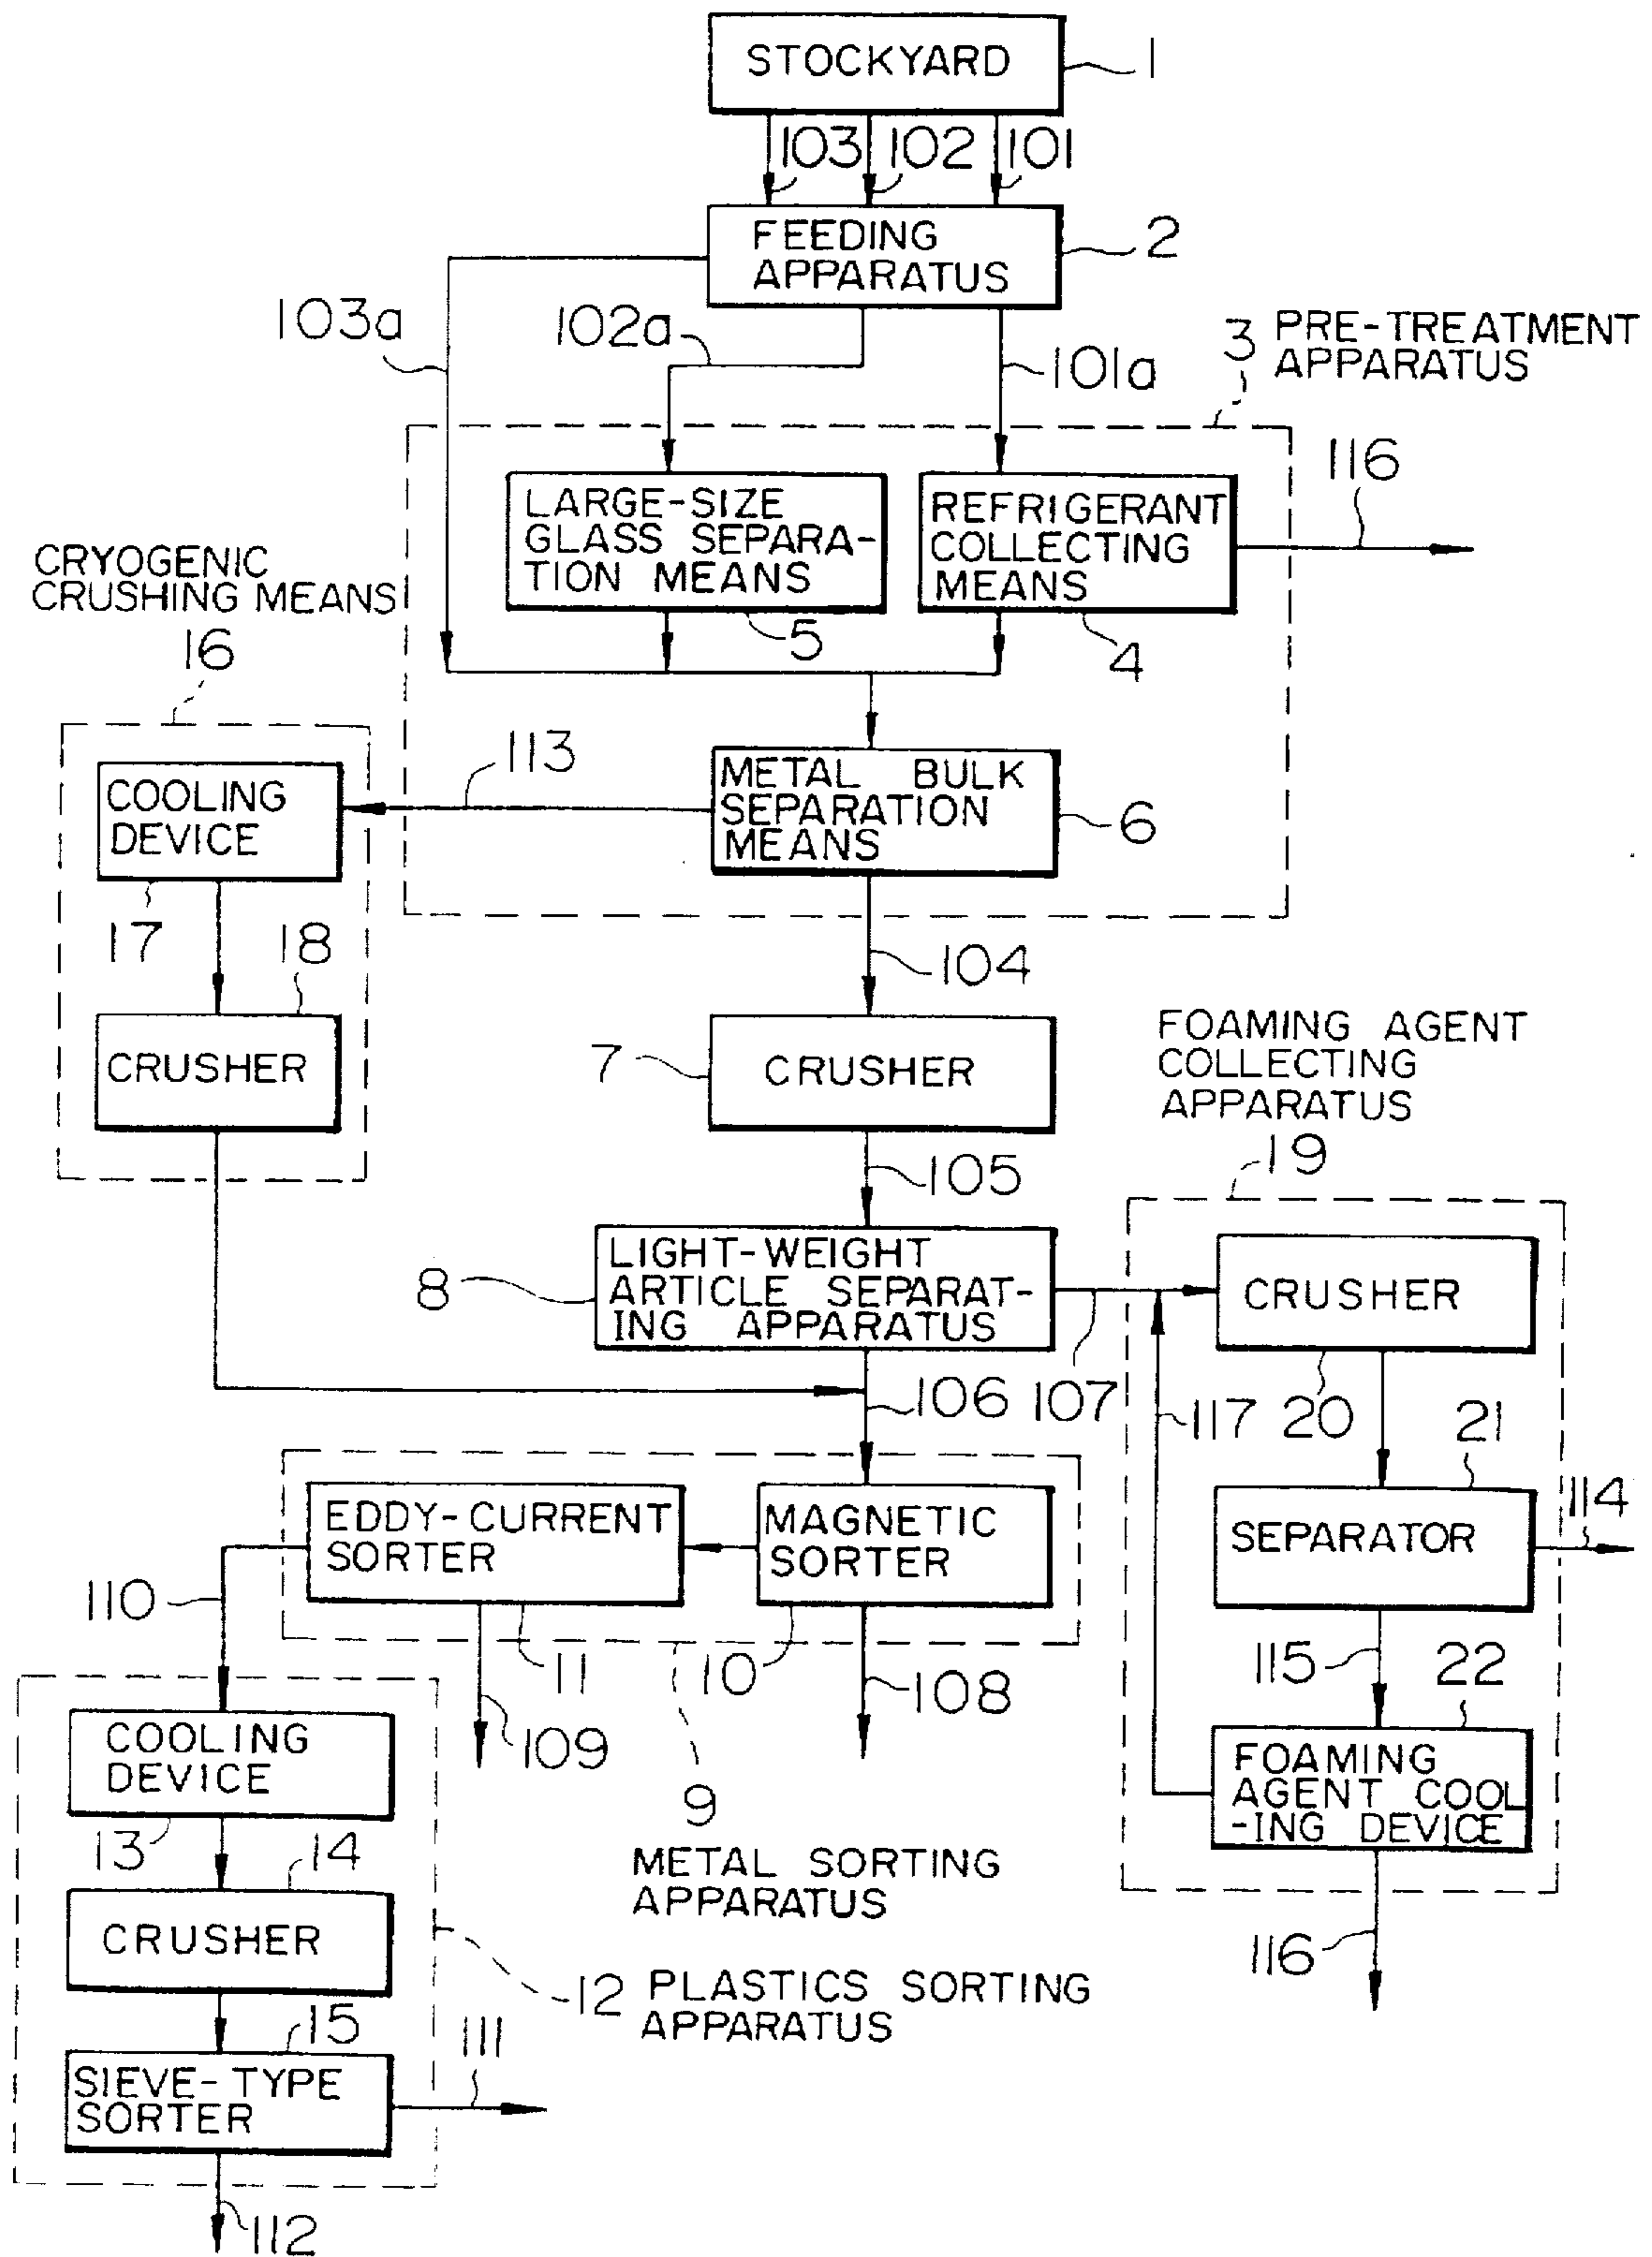 STOCKYARD
1
103
102
101
FEEDING
APPARATUS
2
103a
102a
101a
3
PRE-TREATMENT
APPARATUS
LARGE-SIZE
GLASS SEPARA-
TION MEANS
5
REFRIGERANT
COLLECTING
MEANS
4
116
CRYOGENIC
CRUSHING MEANS
16
COOLING
DEVICE
17
113
METAL BULK
SEPARATION
MEANS
6
18
CRUSHER
104
7
CRUSHER
105
FOAMING AGENT
COLLECTING
APPARATUS
19
8
LIGHT-WEIGHT
ARTICLE SEPARAT-
ING APPARATUS
107
CRUSHER
20
106
117
21
EDDY-CURRENT
SORTER
11
MAGNETIC
SORTER
10
SEPARATOR
114
110
109
108
9
METAL SORTING
APPARATUS
115
22
FOAMING
AGENT COOL
-ING DEVICE
116
COOLING
DEVICE
13
14
CRUSHER
12 PLASTICS SORTING
APPARATUS
15
SIEVE-TYPE
SORTER
111
112